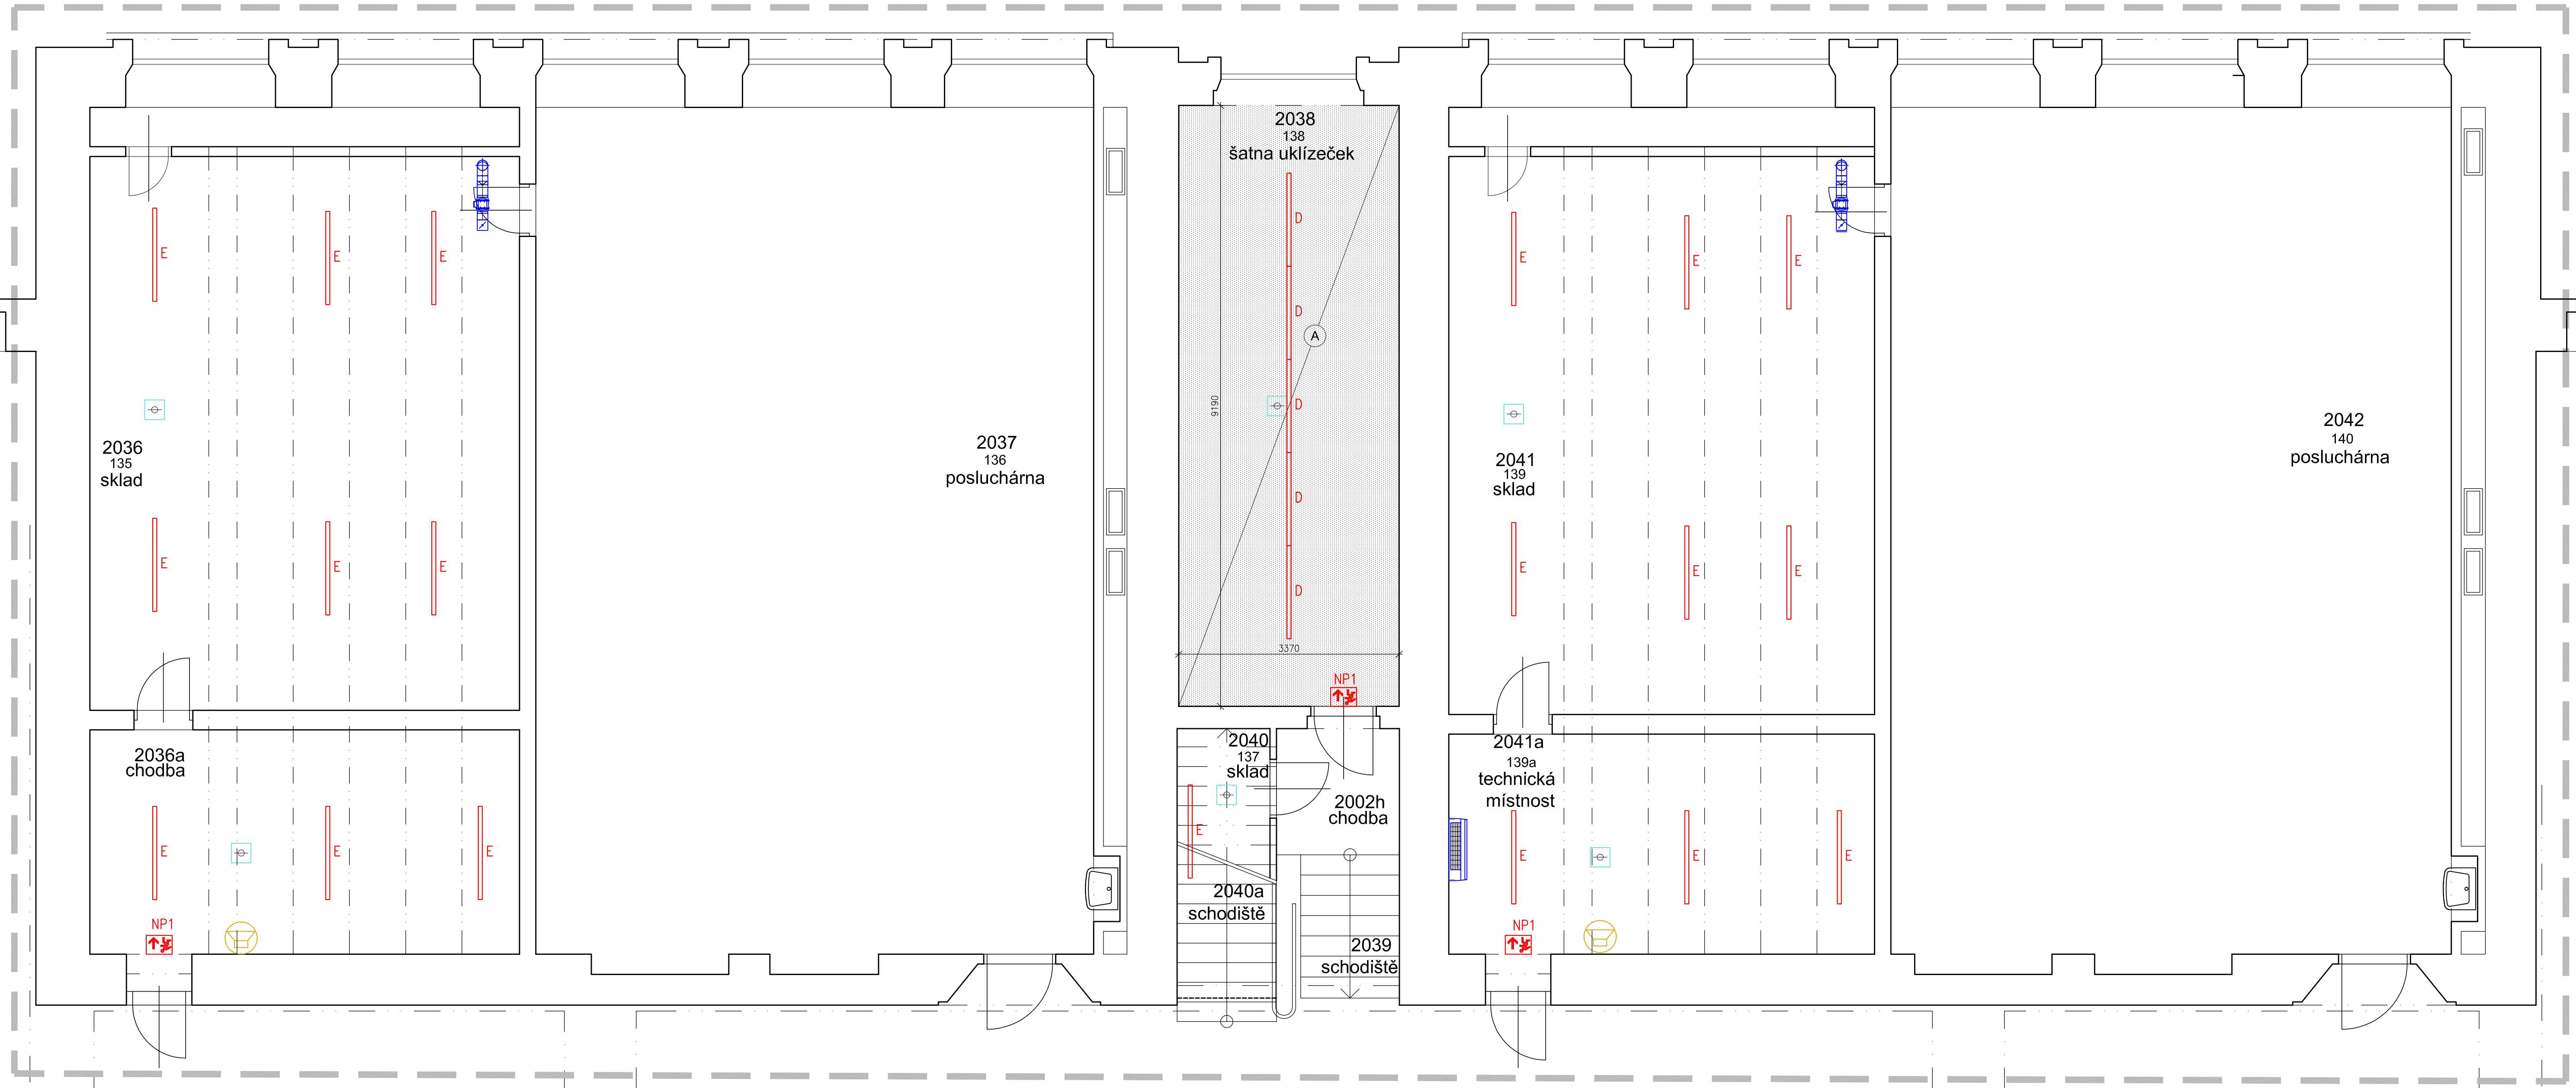 2038
138
šatna uklízeček
D
D
D
D
D
A
9190
3370
NP1
2036
135
sklad
E
E
E
E
E
E
2037
136
posluchárna
2041
139
sklad
E
E
E
E
E
E
2042
140
posluchárna
2036a
chodba
E
E
E
NP1
2040
137
sklad
E
2002h
chodba
2040a
schodiště
2039
schodiště
2041a
139a
technická
místnost
E
E
E
NP1